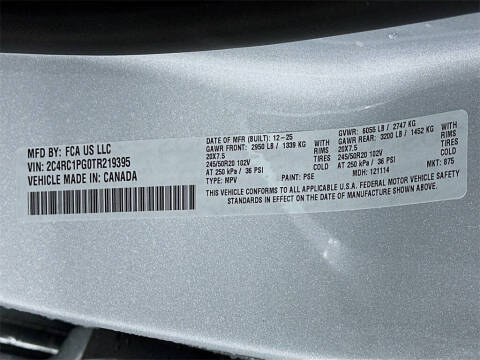 MFD BY: FCA US LLC
VIN: 2C4RC1PG0TR219395
VEHICLE MADE IN: CANADA
DATE OF MFR (BUILT): 12-25
GVWR: 6055 LB / 2747 KG
GAWR FRONT: 2950 LB / 1339 KG WITH
GAWR REAR: 3200 LB / 1452 KG WITH
20X7.5 RIMS
20X7.5 RIMS
245/50R20 102V TIRES
245/50R20 102V TIRES
AT 250 kPa / 36 PSI
AT 250 kPa / 36 PSI
TYPE: MPV PAINT: PSE MDH: 121114 MKT: 875
THIS VEHICLE CONFORMS TO ALL APPLICABLE U.S.A. FEDERAL MOTOR VEHICLE SAFETY
STANDARDS IN EFFECT ON THE DATE OF MANUFACTURE SHOWN ABOVE